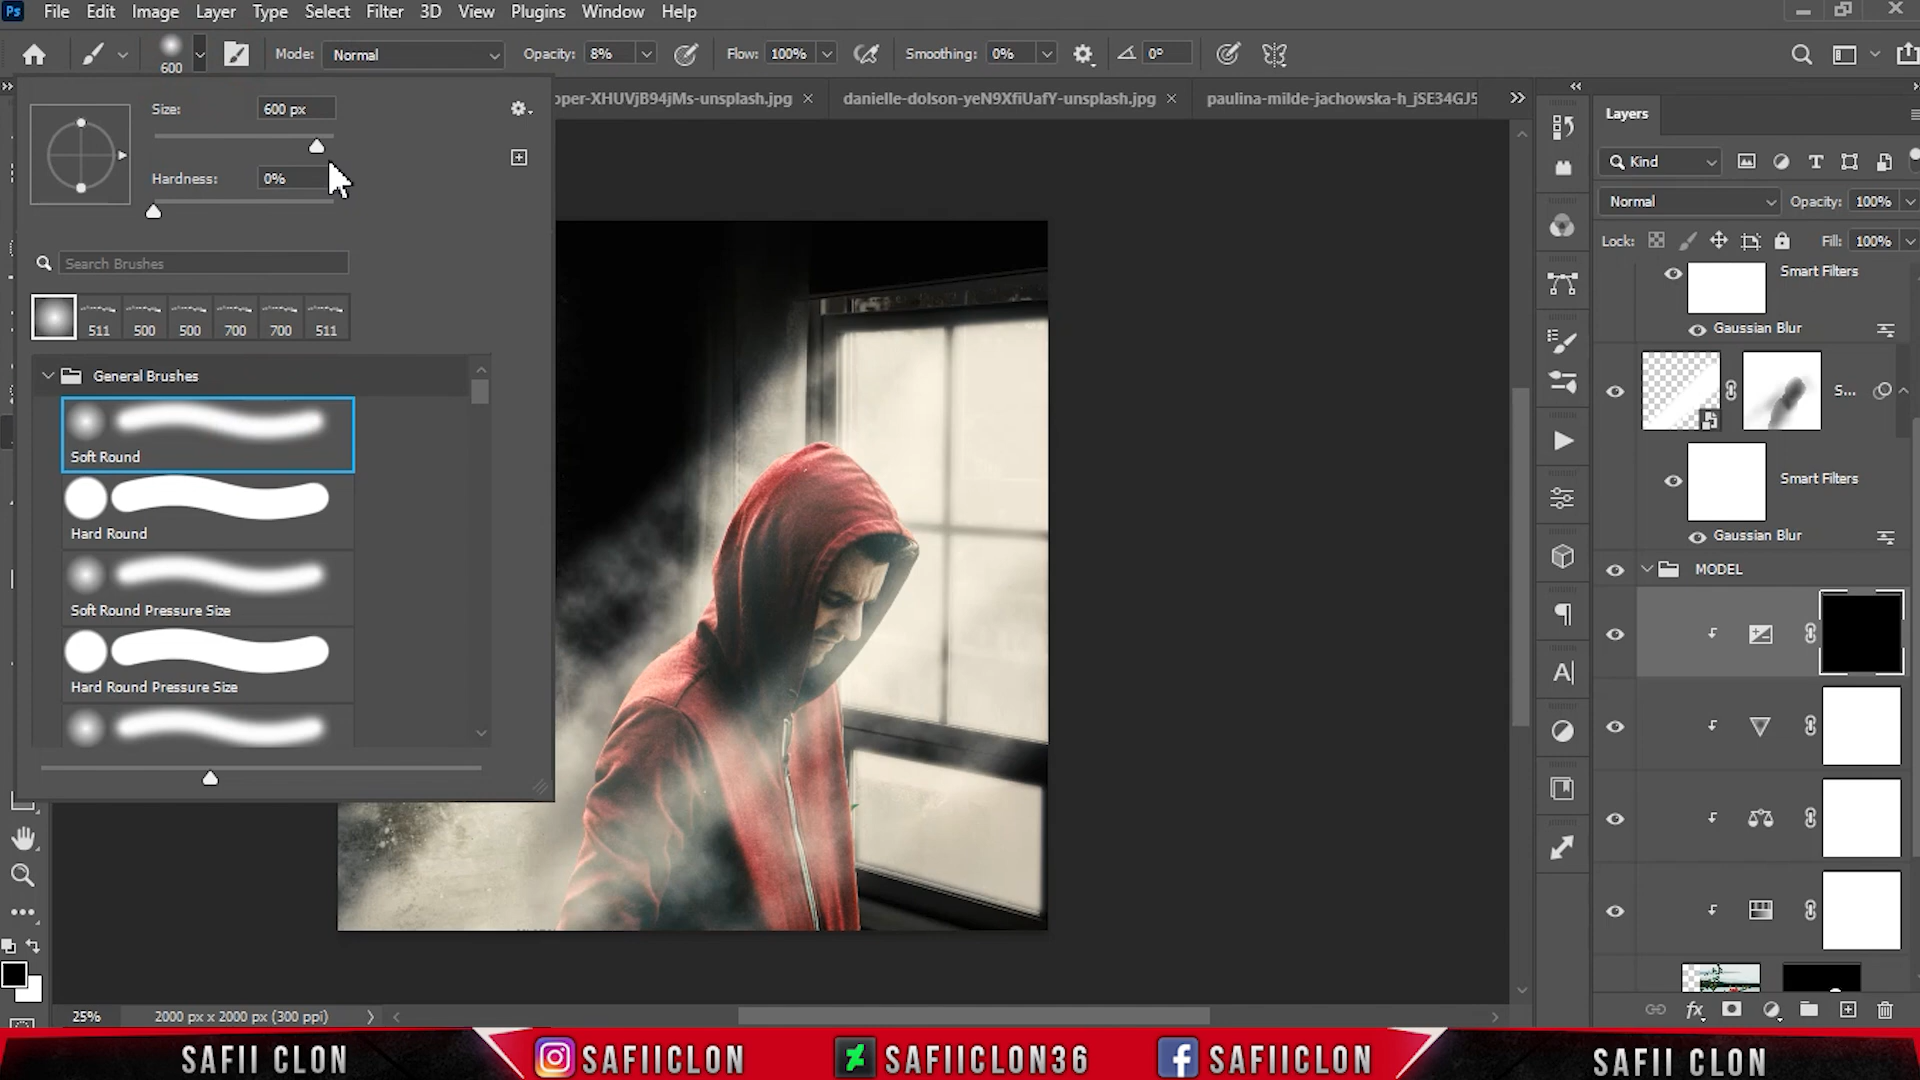 Ps File Edit Image Layer Type Select Filter 3D View Plugins Window Help
600 Mode: Normal Opacity: 8% Flow: 100% Smoothing: 0% 0°
oper-XHUVjB94jMs-unsplash.jpg danielle-dolson-yeN9XfiUafY-unsplash.jpg paulina-milde-jachowska-h_jSE34GJ5
Size: 600 px
Hardness: 0%
Search Brushes
511 500 500 700 700 511
General Brushes
Soft Round
Hard Round
Soft Round Pressure Size
Hard Round Pressure Size
Layers
Kind
Normal Opacity: 100%
Lock: Fill: 100%
Smart Filters
Gaussian Blur
S...
Smart Filters
Gaussian Blur
MODEL
25% 2000 px x 2000 px (300 ppi)
SAFII CLON SAFIICLON SAFIICLON36 SAFIICLON SAFII CLON